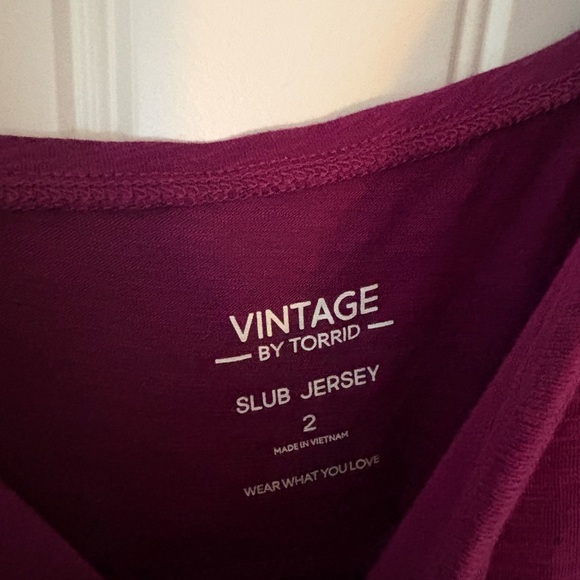 VINTAGE
BY TORRID
SLUB JERSEY
2
MADE IN VIETNAM
WEAR WHAT YOU LOVE